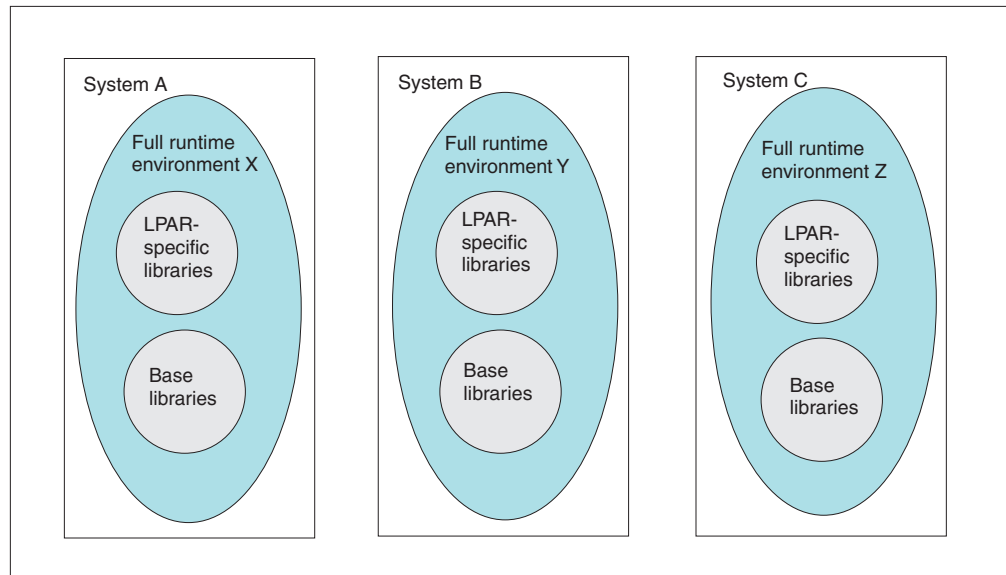 System A
Full runtime
environment X
LPAR-
specific
libraries
Base
libraries
System B
Full runtime
environment Y
LPAR-
specific
libraries
Base
libraries
System C
Full runtime
environment Z
LPAR-
specific
libraries
Base
libraries